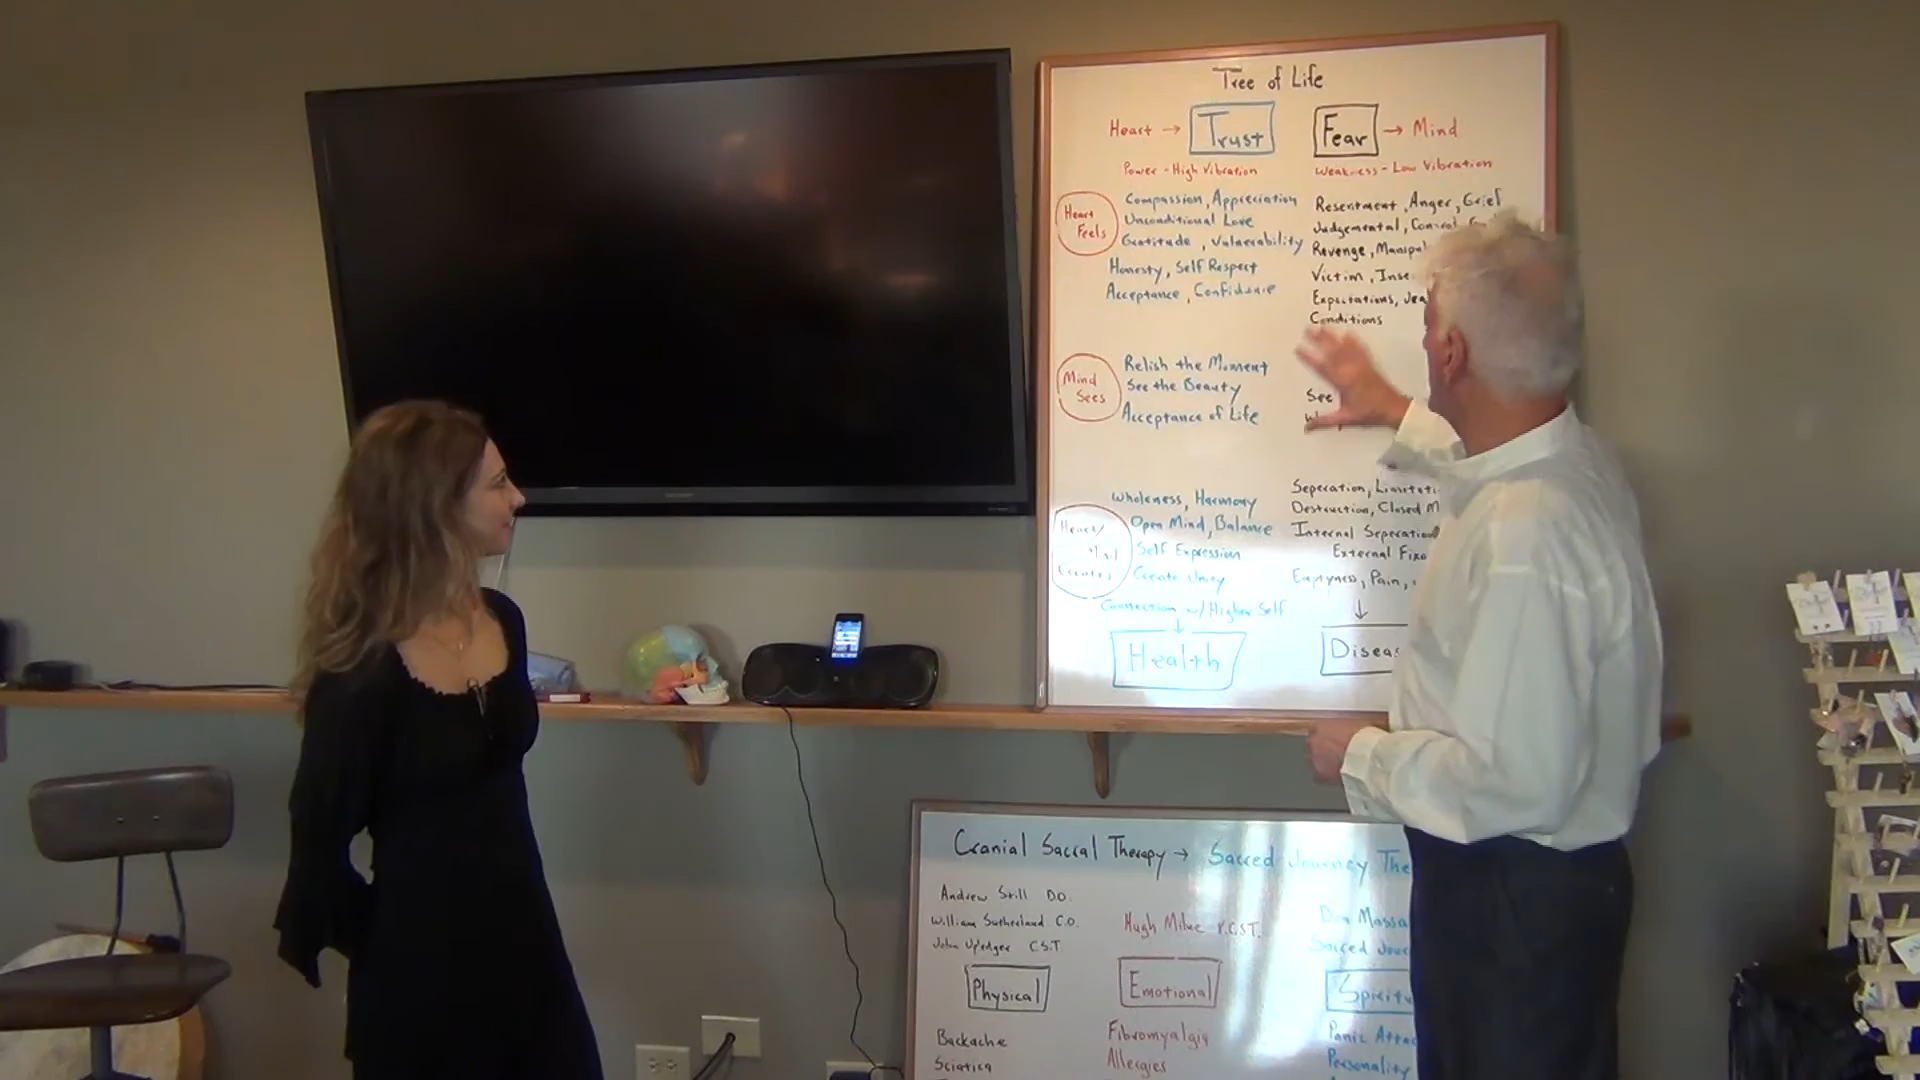 Tree of Life
Heart → Trust Fear → Mind
Power - High Vibration Weakness - Low Vibration
Heart Feels
Compassion, Appreciation
Unconditional Love
Gratitude, Vulnerability
Honesty, Self Respect
Acceptance, Confidence
Resentment, Anger, Grief
Judgemental,
Revenge,
Victim,
Expectations,
Conditions
Mind Sees
Relish the Moment
See the Beauty
Acceptance of Life
See
Heart/
Wholeness, Harmony
Open Mind, Balance
Self Expression
Create Unity
Connection w/ Higher Self
↓
Health
Seperation,
Destruction, Closed
Internal Seperation
External
Emptyness, Pain,
↓
Cranial Sacral Therapy → Sacred Journey
Andrew Still D.O.
William Sutherland C.O.
John Upledger C.S.T
Physical
Backache
Sciatica
Hugh Milne
Emotional
Fibromyalgia
Allergies
Sacred
Panic
Personality